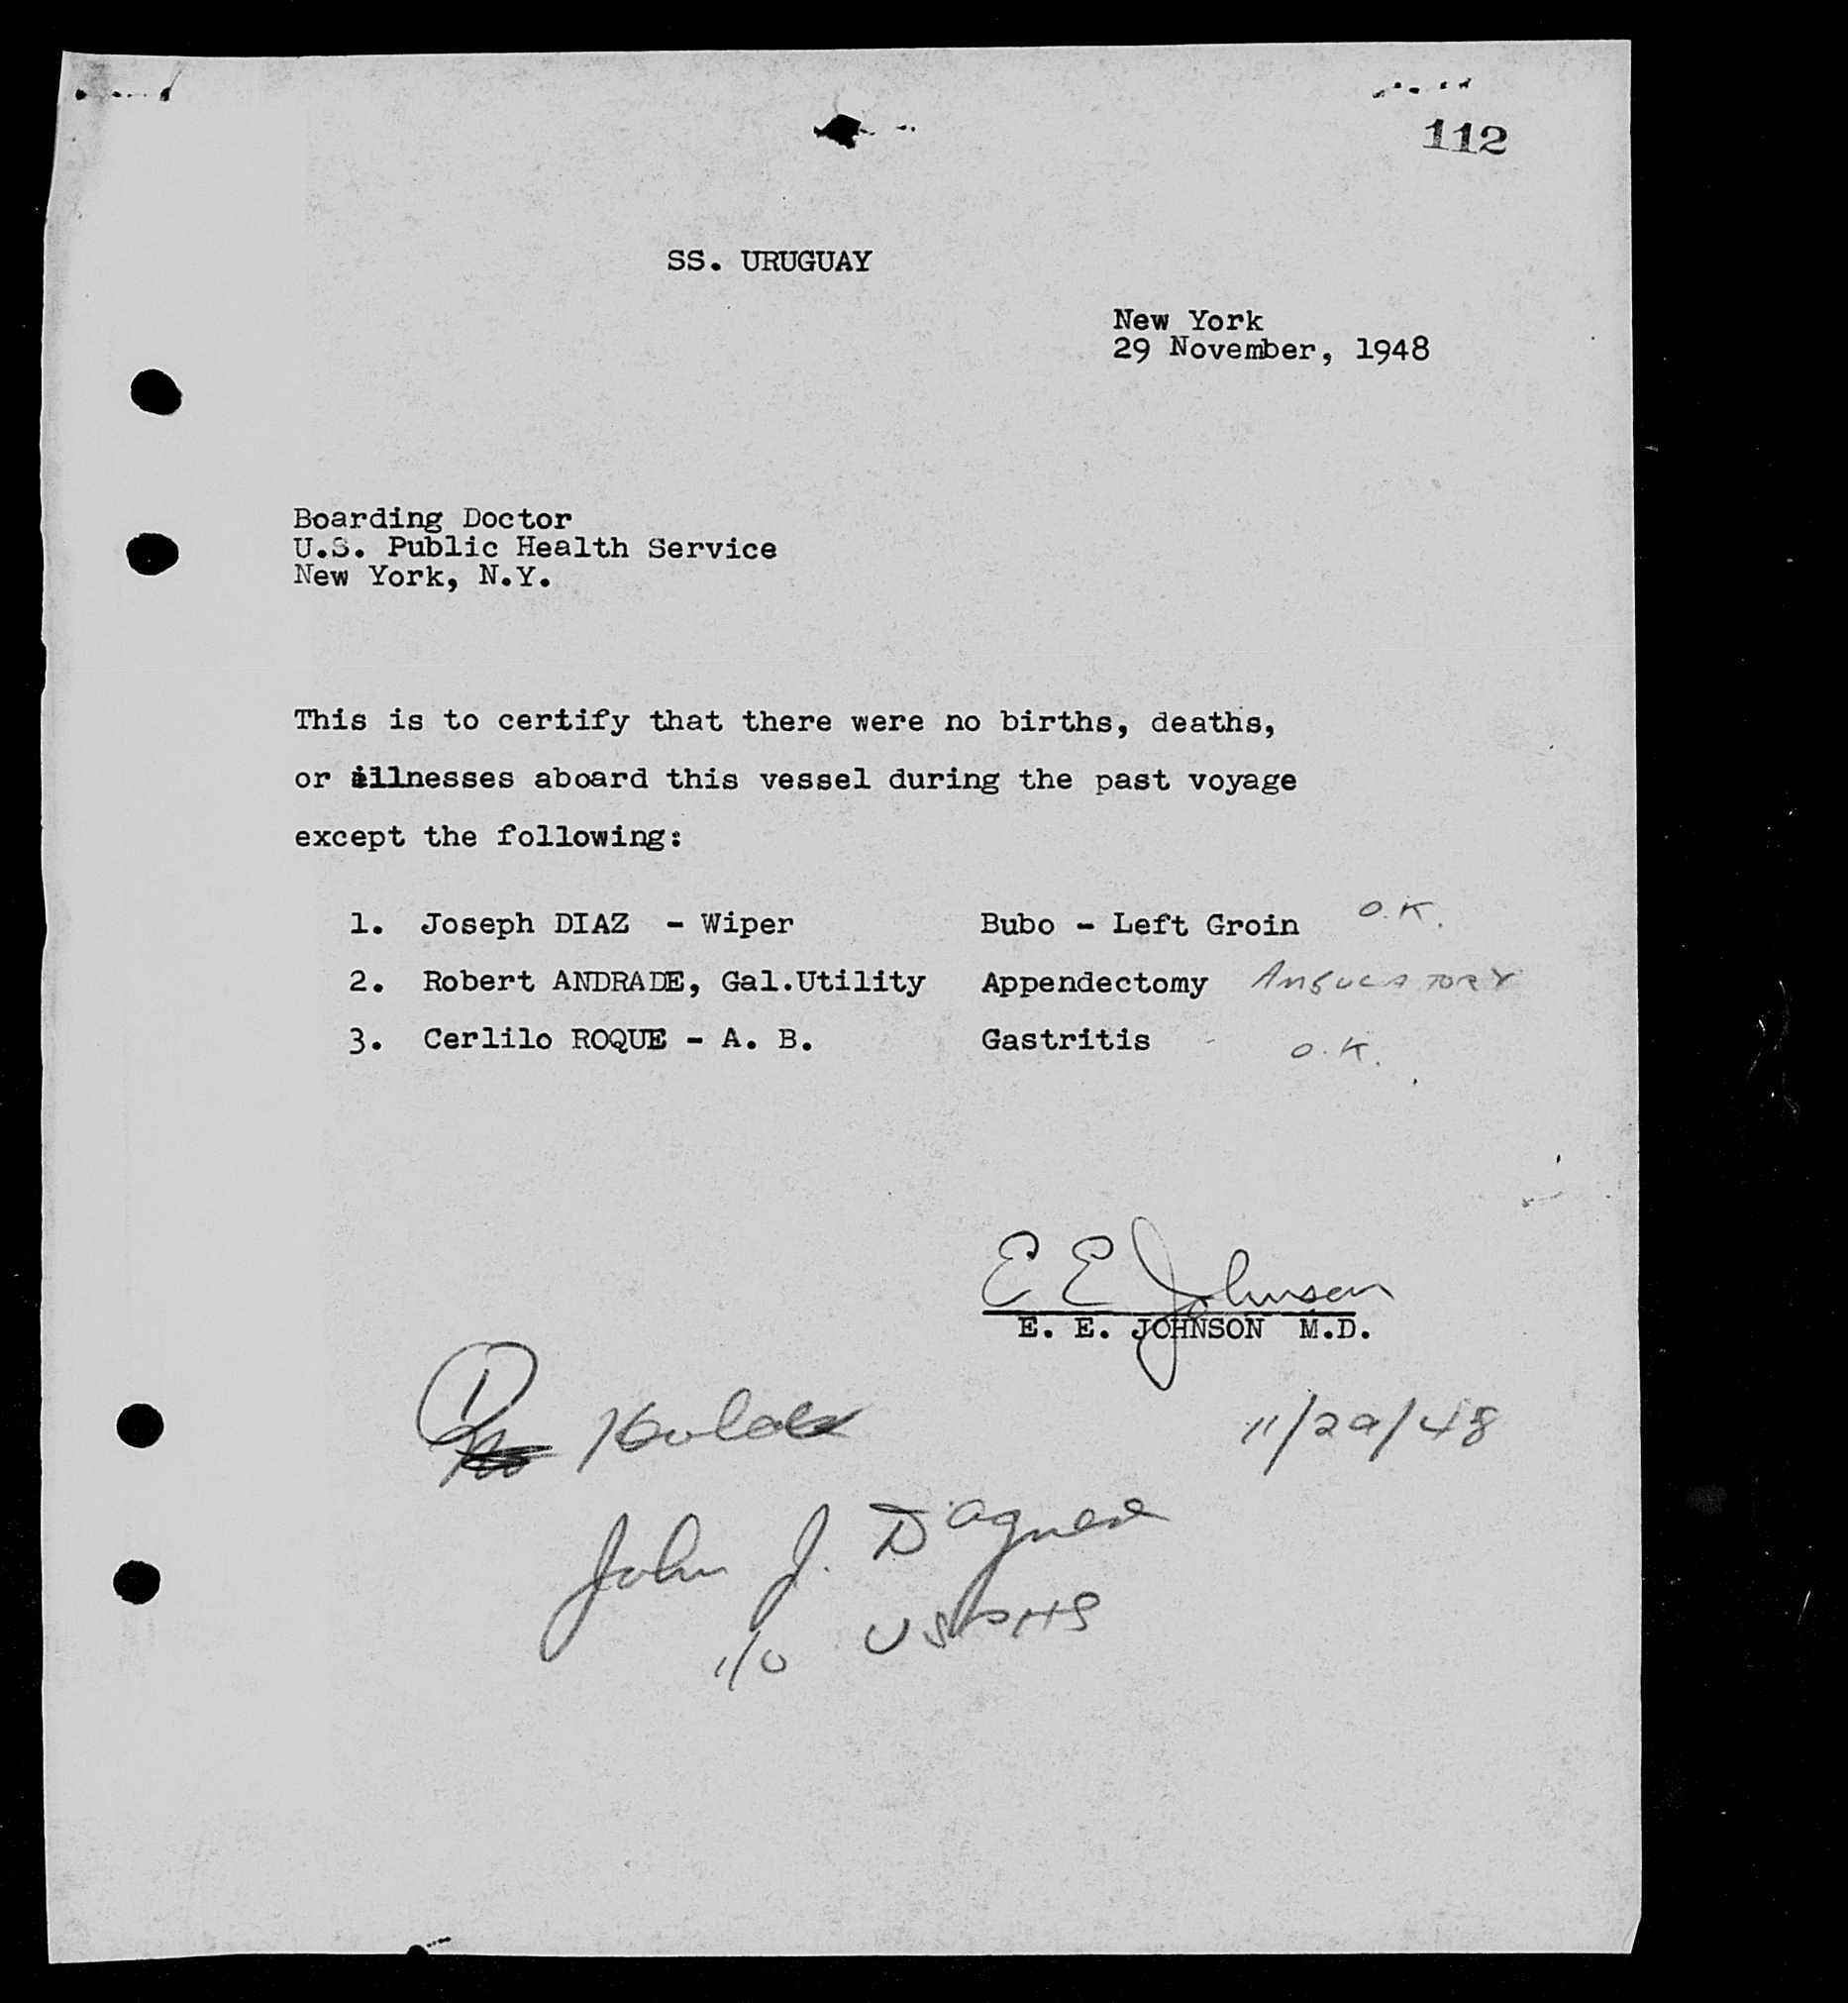 112
SS. URUGUAY
New York
29 November, 1948
Boarding Doctor
U.S. Public Health Service
New York, N.Y.
This is to certify that there were no births, deaths,
or illnesses aboard this vessel during the past voyage
except the following:
1. Joseph DIAZ - Wiper Bubo - Left Groin O.K.
2. Robert ANDRADE, Gal.Utility Appendectomy AMBULATORY
3. Cerlilo ROQUE - A. B. Gastritis - O.K.
E E Johnson
E. E. JOHNSON M.D.
11/29/48
John J.
USPHS